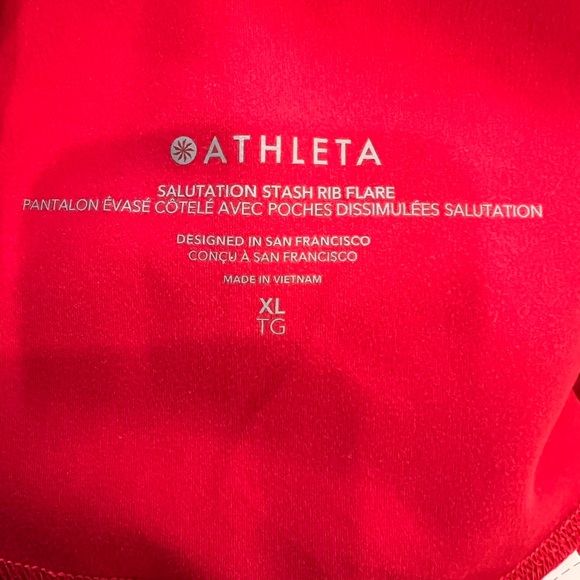 ATHLETA
SALUTATION STASH RIB FLARE
PANTALON ÉVASÉ CÔTELÉ AVEC POCHES DISSIMULÉES SALUTATION
DESIGNED IN SAN FRANCISCO
CONÇU À SAN FRANCISCO
MADE IN VIETNAM
XL
TG